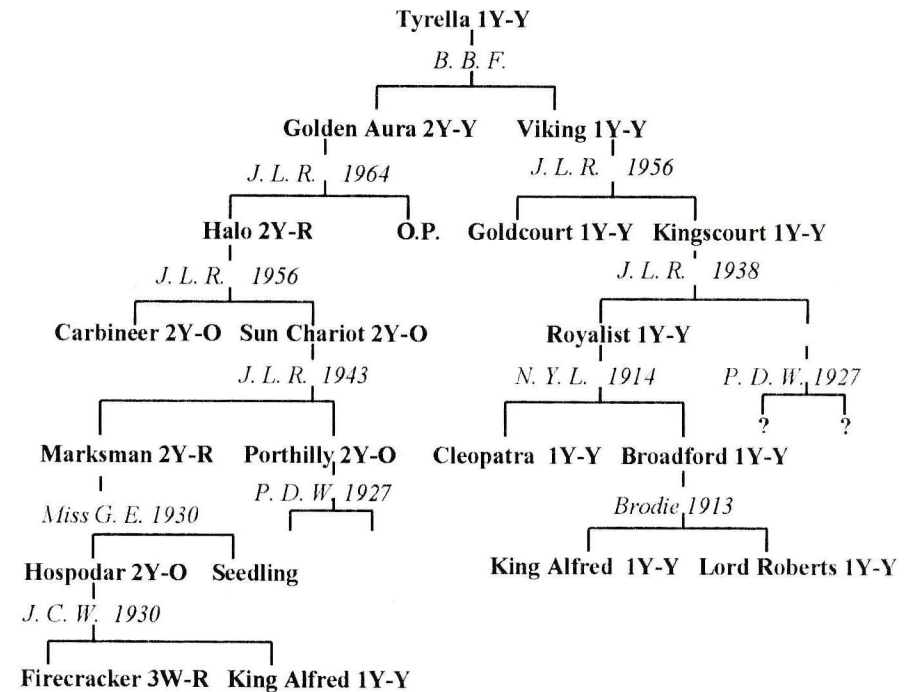 Tyrella 1Y-Y
B. B. F.
Golden Aura 2Y-Y Viking 1Y-Y
J. L. R. 1964 J. L. R. 1956
Halo 2Y-R O.P. Goldcourt 1Y-Y Kingscourt 1Y-Y
J. L. R. 1956 J. L. R. 1938
Carbineer 2Y-O Sun Chariot 2Y-O Royalist 1Y-Y
J. L. R. 1943 N. Y. L. 1914 P. D. W. 1927
? ?
Marksman 2Y-R Porthilly 2Y-O Cleopatra 1Y-Y Broadford 1Y-Y
Miss G. E. 1930 P. D. W. 1927 Brodie 1913
Hospodar 2Y-O Seedling King Alfred 1Y-Y Lord Roberts 1Y-Y
J. C. W. 1930
Firecracker 3W-R King Alfred 1Y-Y